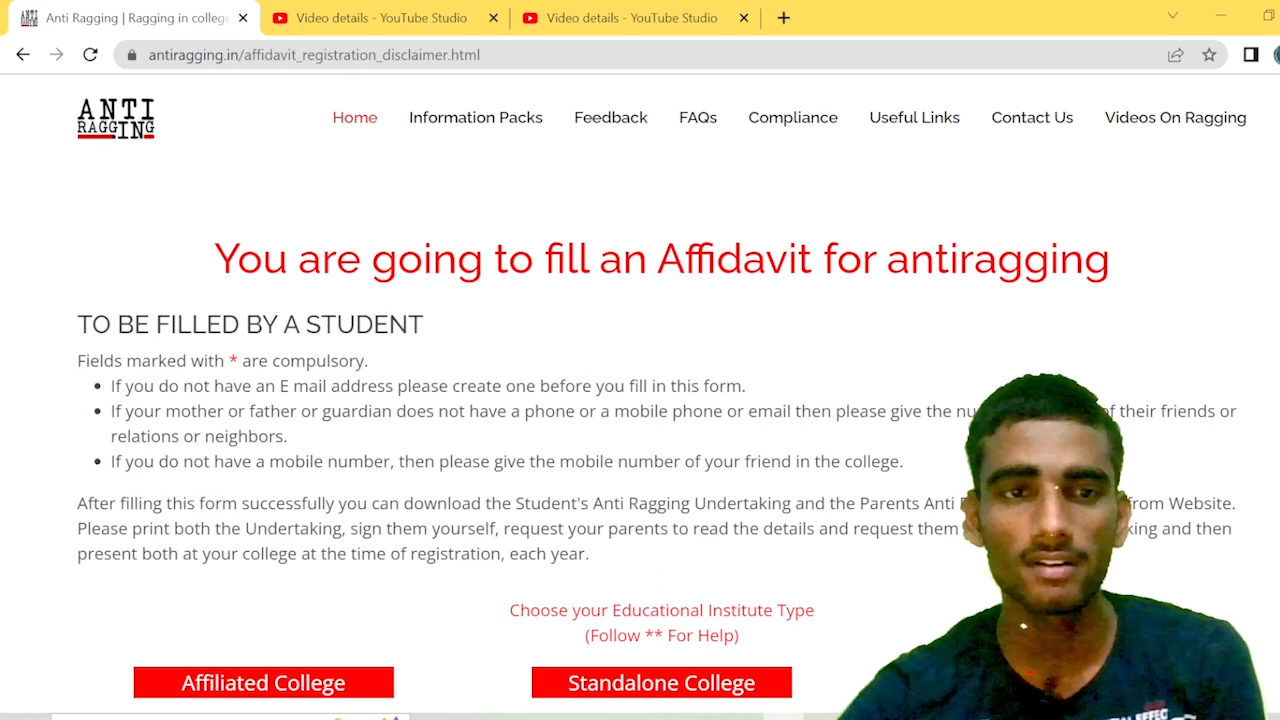 Anti Ragging | Ragging in college
Video details - YouTube Studio
Video details - YouTube Studio
antiragging.in/affidavit_registration_disclaimer.html
ANTI
RAGGING
Home
Information Packs
Feedback
FAQs
Compliance
Useful Links
Contact Us
Videos On Ragging
You are going to fill an Affidavit for antiragging
TO BE FILLED BY A STUDENT
Fields marked with * are compulsory.
If you do not have an E mail address please create one before you fill in this form.
If your mother or father or guardian does not have a phone or a mobile phone or email then please give the of their friends or
relations or neighbors.
If you do not have a mobile number, then please give the mobile number of your friend in the college.
After filling this form successfully you can download the Student's Anti Ragging Undertaking and the Parents Anti from Website.
Please print both the Undertaking, sign them yourself, request your parents to read the details and request them and then
present both at your college at the time of registration, each year.
Choose your Educational Institute Type
(Follow ** For Help)
Affiliated College
Standalone College